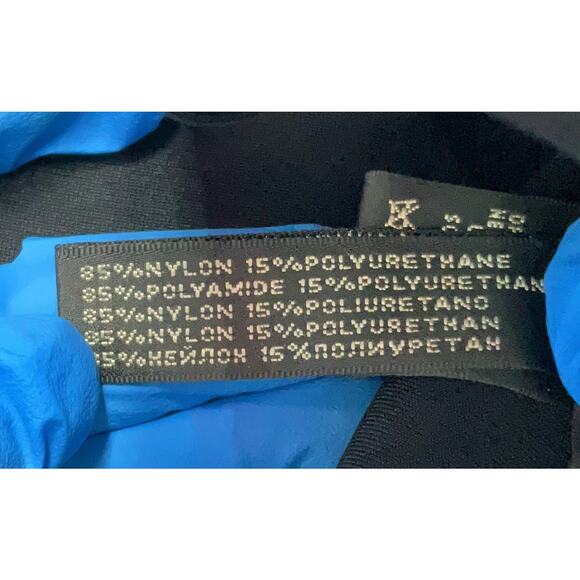 85%NYLON 15%POLYURETHANE
85%POLYAMIDE 15%POLYURETHAN
85%NYLON 15%POLIURETANO
85%NYLON 15%POLYURETHAN
85%НЕЙЛОН 15%ПОЛИУРЕТАН